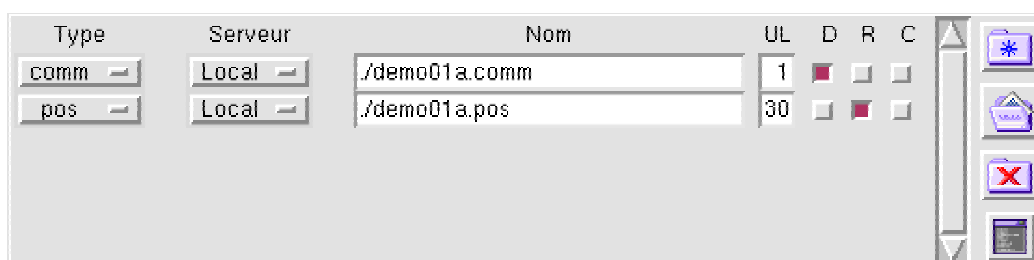 Type Serveur Nom UL D R C
comm Local ./demo01a.comm 1
pos Local ./demo01a.pos 30